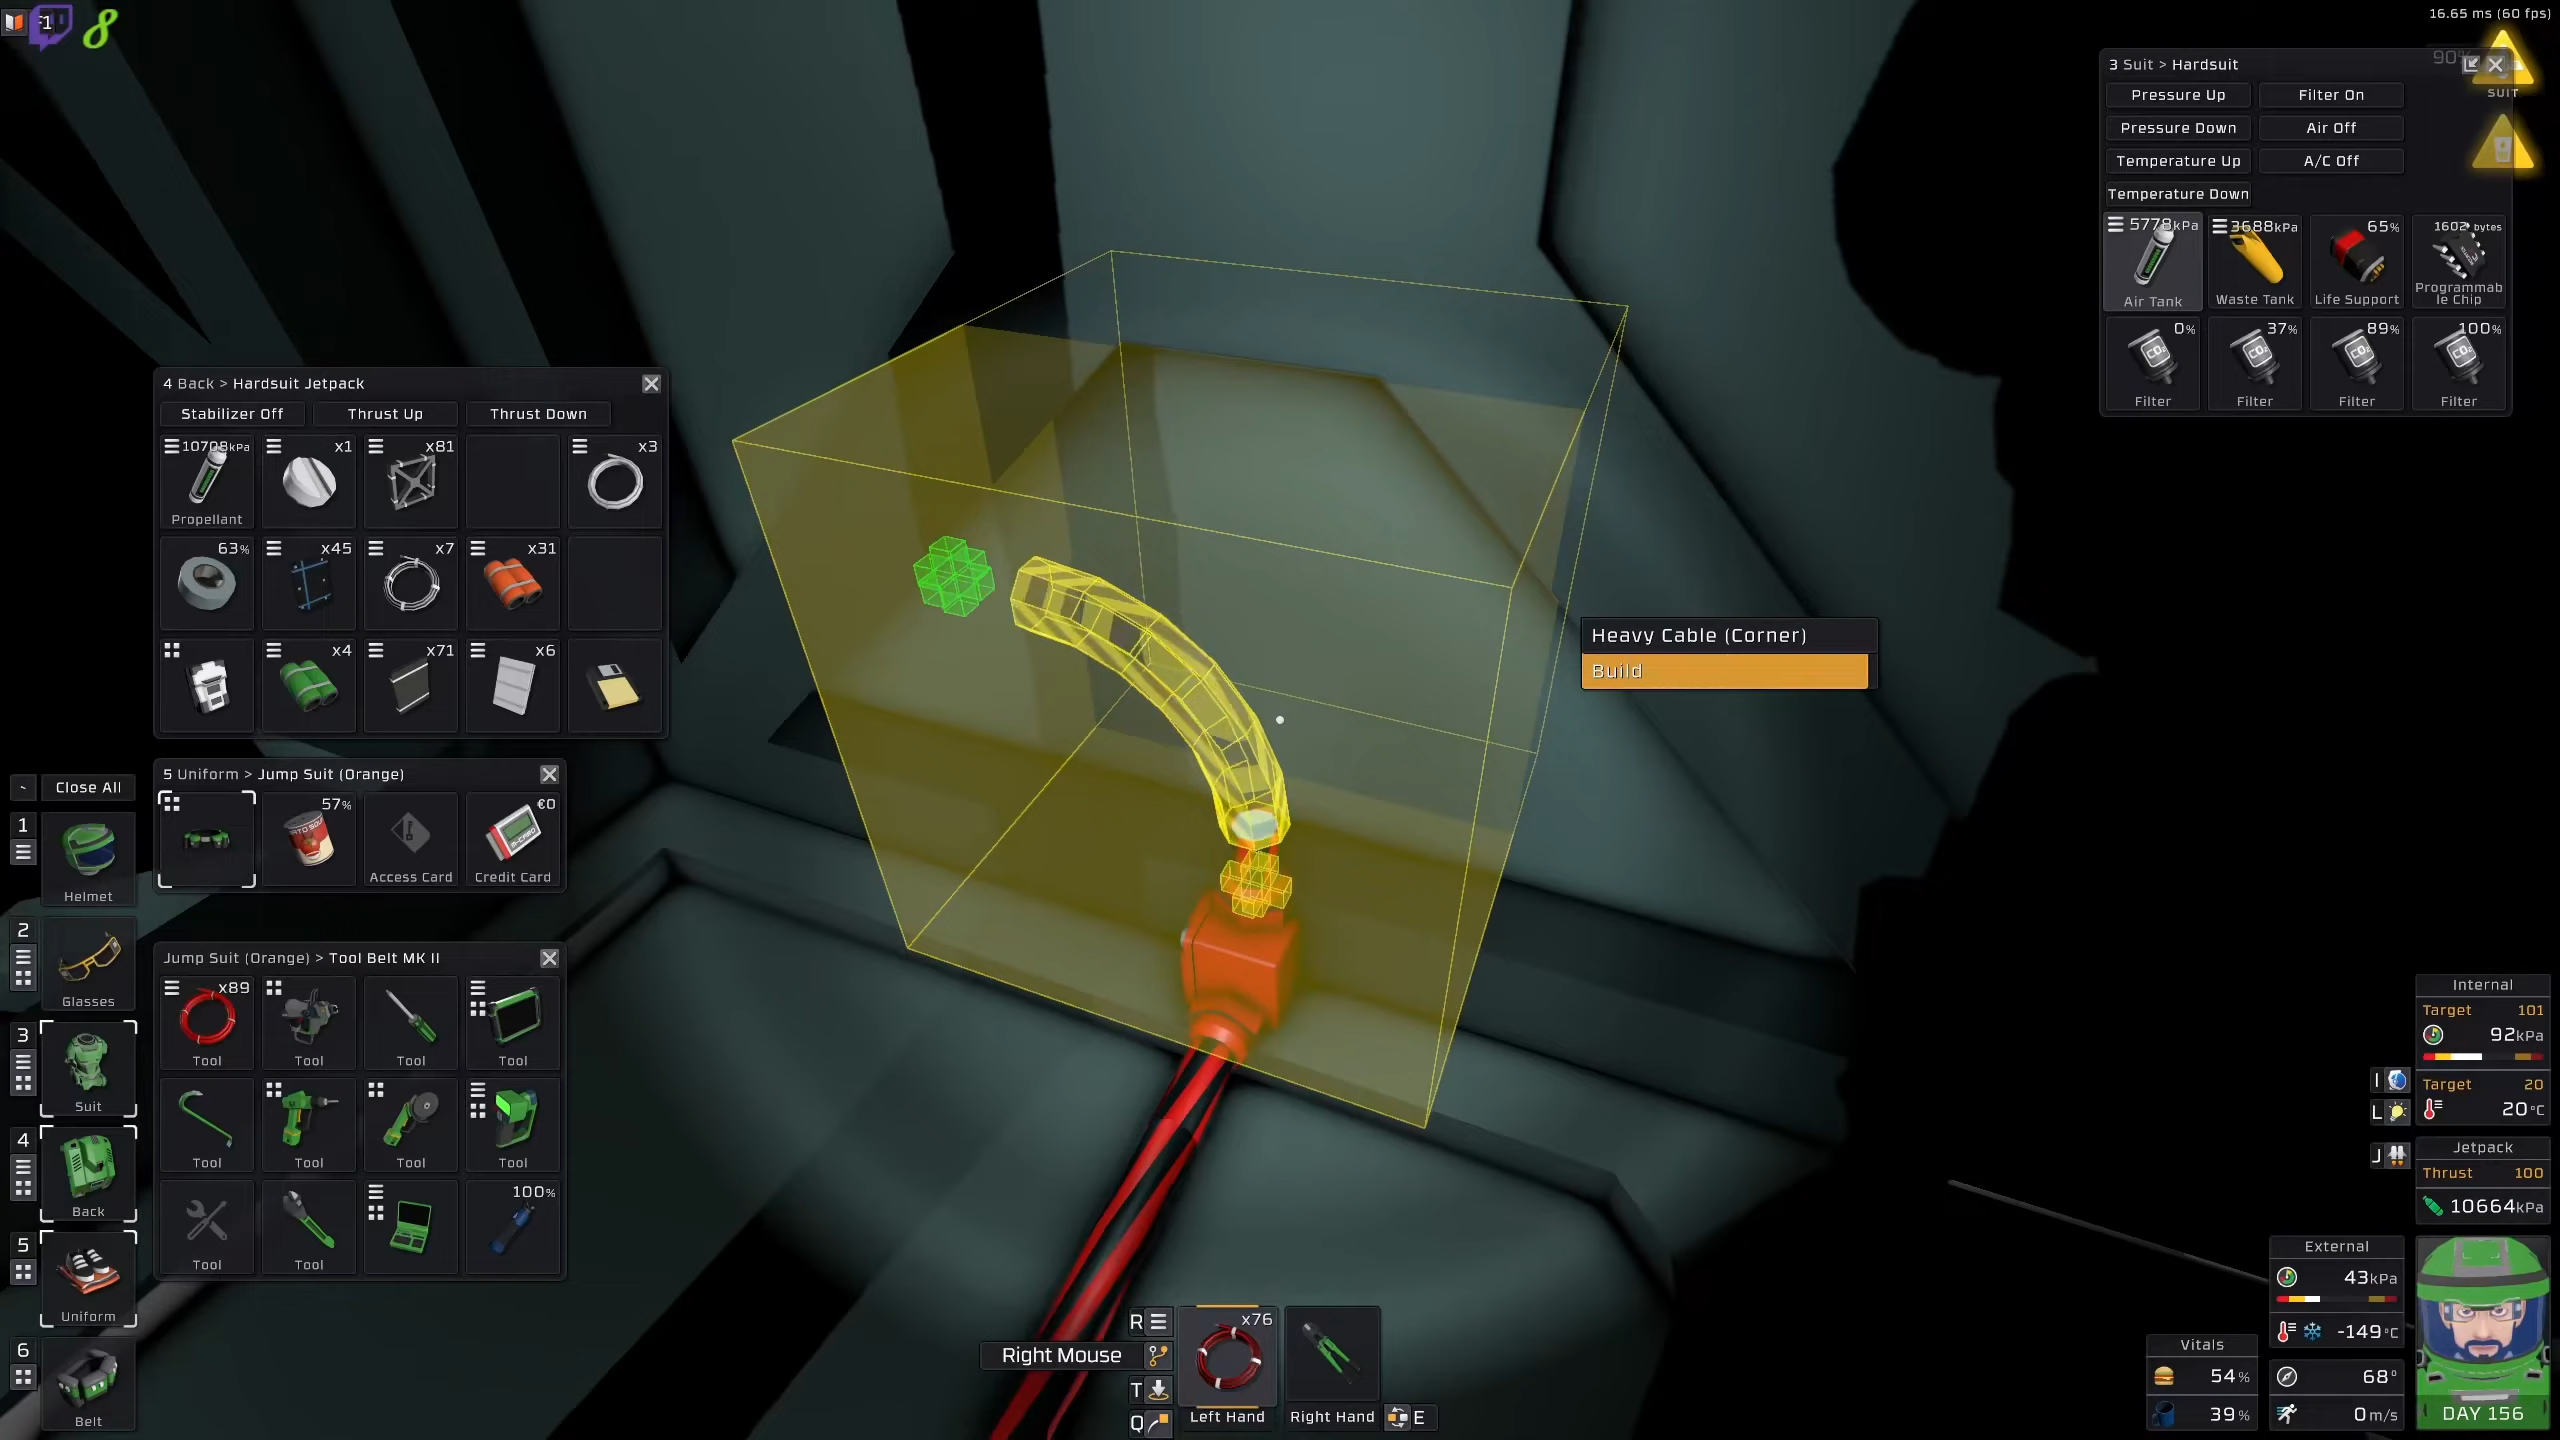 F1
8
16.65 ms (60 fps)
3 Suit > Hardsuit
90%
SUIT
Pressure Up
Filter On
Pressure Down
Air Off
Temperature Up
A/C Off
Temperature Down
5778kPa
3688kPa
65%
1602 bytes
Air Tank
Waste Tank
Life Support
Programmab
le Chip
0%
37%
89%
100%
Filter
Filter
Filter
Filter
4 Back > Hardsuit Jetpack
Stabilizer Off
Thrust Up
Thrust Down
10708kPa
x1
x81
x3
Propellant
63%
x45
x7
x31
x4
x71
x6
Heavy Cable (Corner)
Build
5 Uniform > Jump Suit (Orange)
57%
€0
Access Card
Credit Card
~
Close All
1
Helmet
2
Glasses
3
Suit
4
Back
5
Uniform
6
Belt
Jump Suit (Orange) > Tool Belt MK II
x89
Tool
Tool
Tool
Tool
Tool
Tool
Tool
Tool
100%
Tool
Tool
R
x76
Right Mouse
T
Q
Left Hand
Right Hand
E
Internal
Target 101
92kPa
Target 20
20°C
I
L
J
Jetpack
Thrust 100
10664kPa
External
43kPa
-149°C
68°
0m/s
Vitals
54%
39%
DAY 156